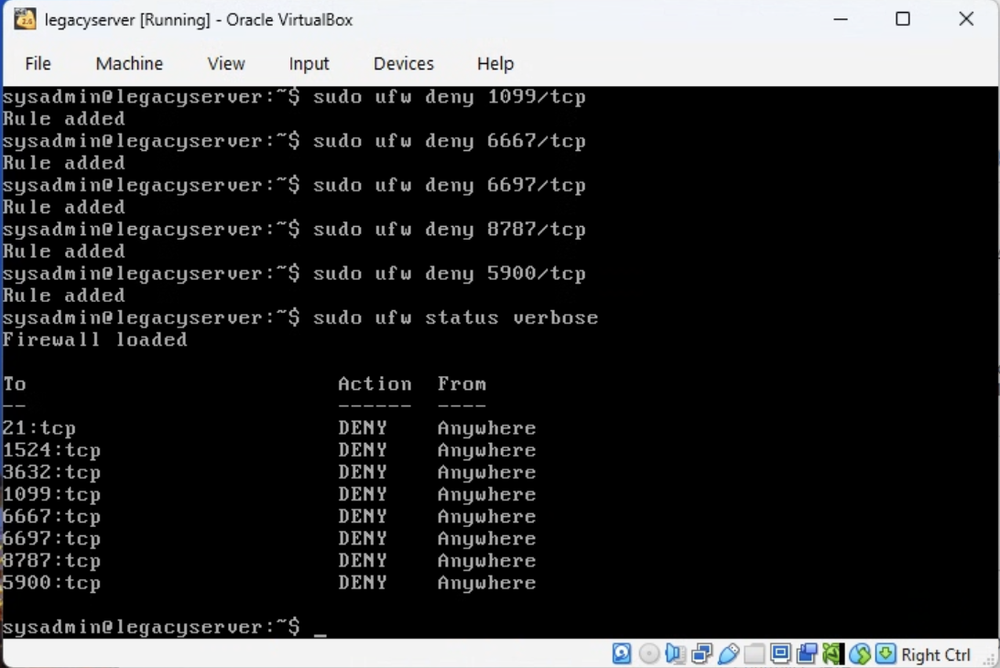 legacyserver [Running] - Oracle VirtualBox
File Machine View Input Devices Help
sysadmin@legacyserver:~$ sudo ufw deny 1099/tcp
Rule added
sysadmin@legacyserver:~$ sudo ufw deny 6667/tcp
Rule added
sysadmin@legacyserver:~$ sudo ufw deny 6697/tcp
Rule added
sysadmin@legacyserver:~$ sudo ufw deny 8787/tcp
Rule added
sysadmin@legacyserver:~$ sudo ufw deny 5900/tcp
Rule added
sysadmin@legacyserver:~$ sudo ufw status verbose
Firewall loaded
To Action From
-- ------ ----
21:tcp DENY Anywhere
1524:tcp DENY Anywhere
3632:tcp DENY Anywhere
1099:tcp DENY Anywhere
6667:tcp DENY Anywhere
6697:tcp DENY Anywhere
8787:tcp DENY Anywhere
5900:tcp DENY Anywhere
sysadmin@legacyserver:~$ _
Right Ctrl